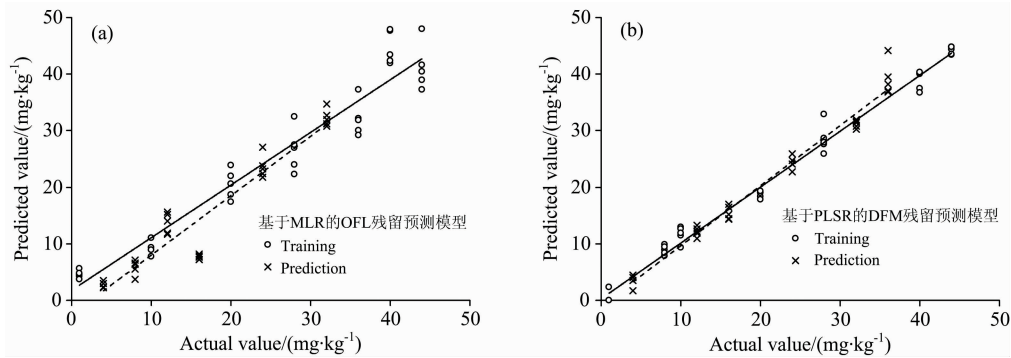 (a)
50
40
30
20
10
0
Predicted value/(mg·kg⁻¹)
基于MLR的OFL残留预测模型
Training
Prediction
0 10 20 30 40 50
Actual value/(mg·kg⁻¹)
(b)
50
40
30
20
10
0
Predicted value/(mg·kg⁻¹)
基于PLSR的DFM残留预测模型
Training
Prediction
0 10 20 30 40 50
Actual value/(mg·kg⁻¹)